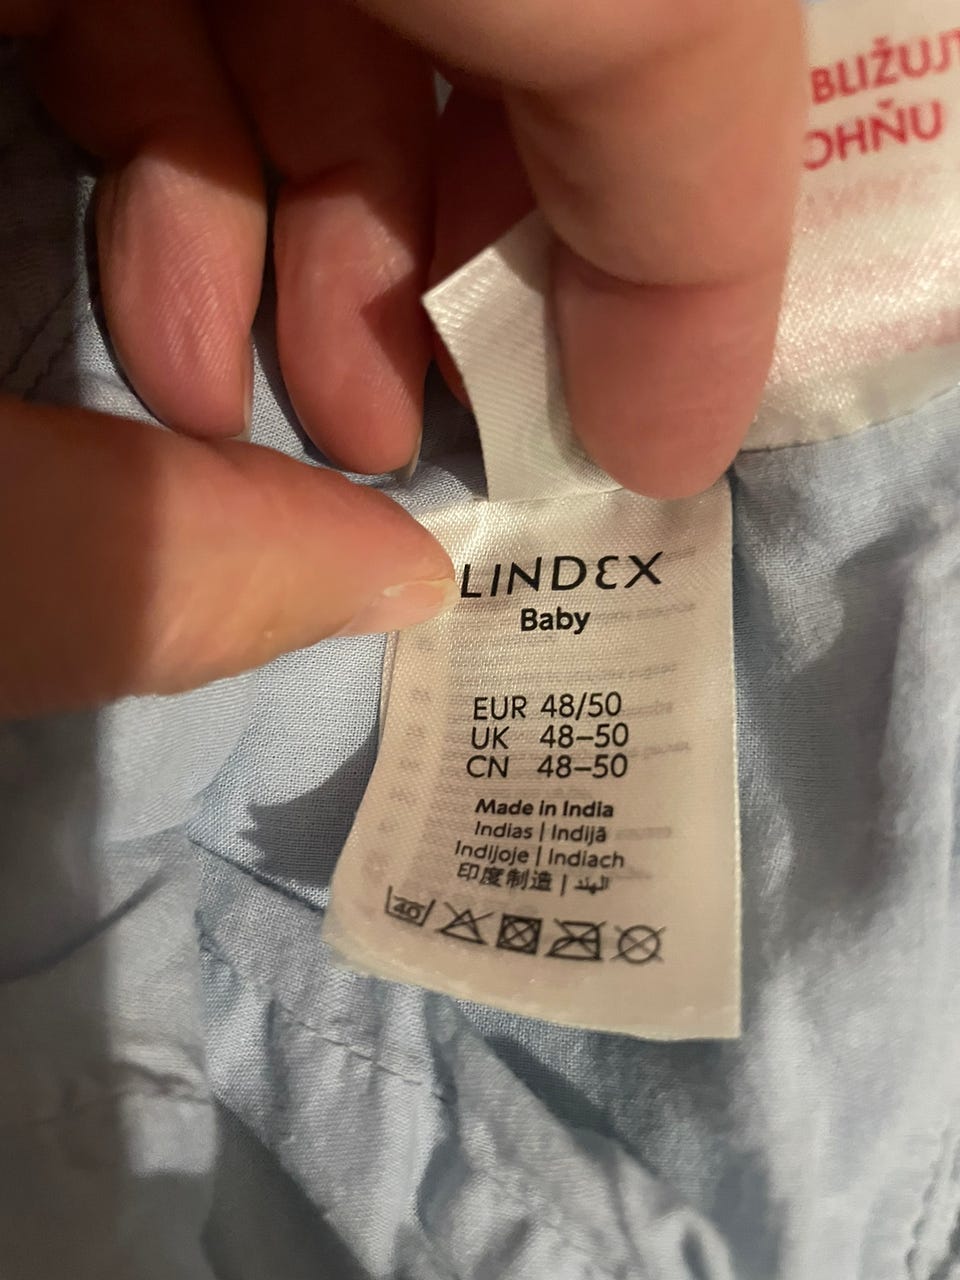 BLIŽUJT
OHŇU
LINDEX
Baby
EUR 48/50
UK 48–50
CN 48–50
Made in India
Indias | Indijā
Indijoje | Indiach
印度制造 | الهند
40